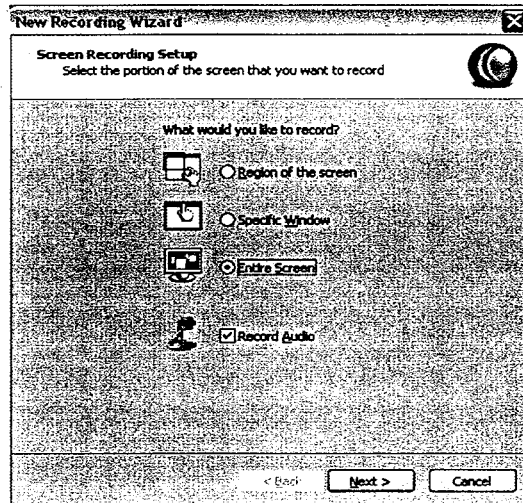 New Recording Wizard
Screen Recording Setup
Select the portion of the screen that you want to record
What would you like to record?
Region of the screen
Specific Window
Entire Screen
Record Audio
< Back Next > Cancel